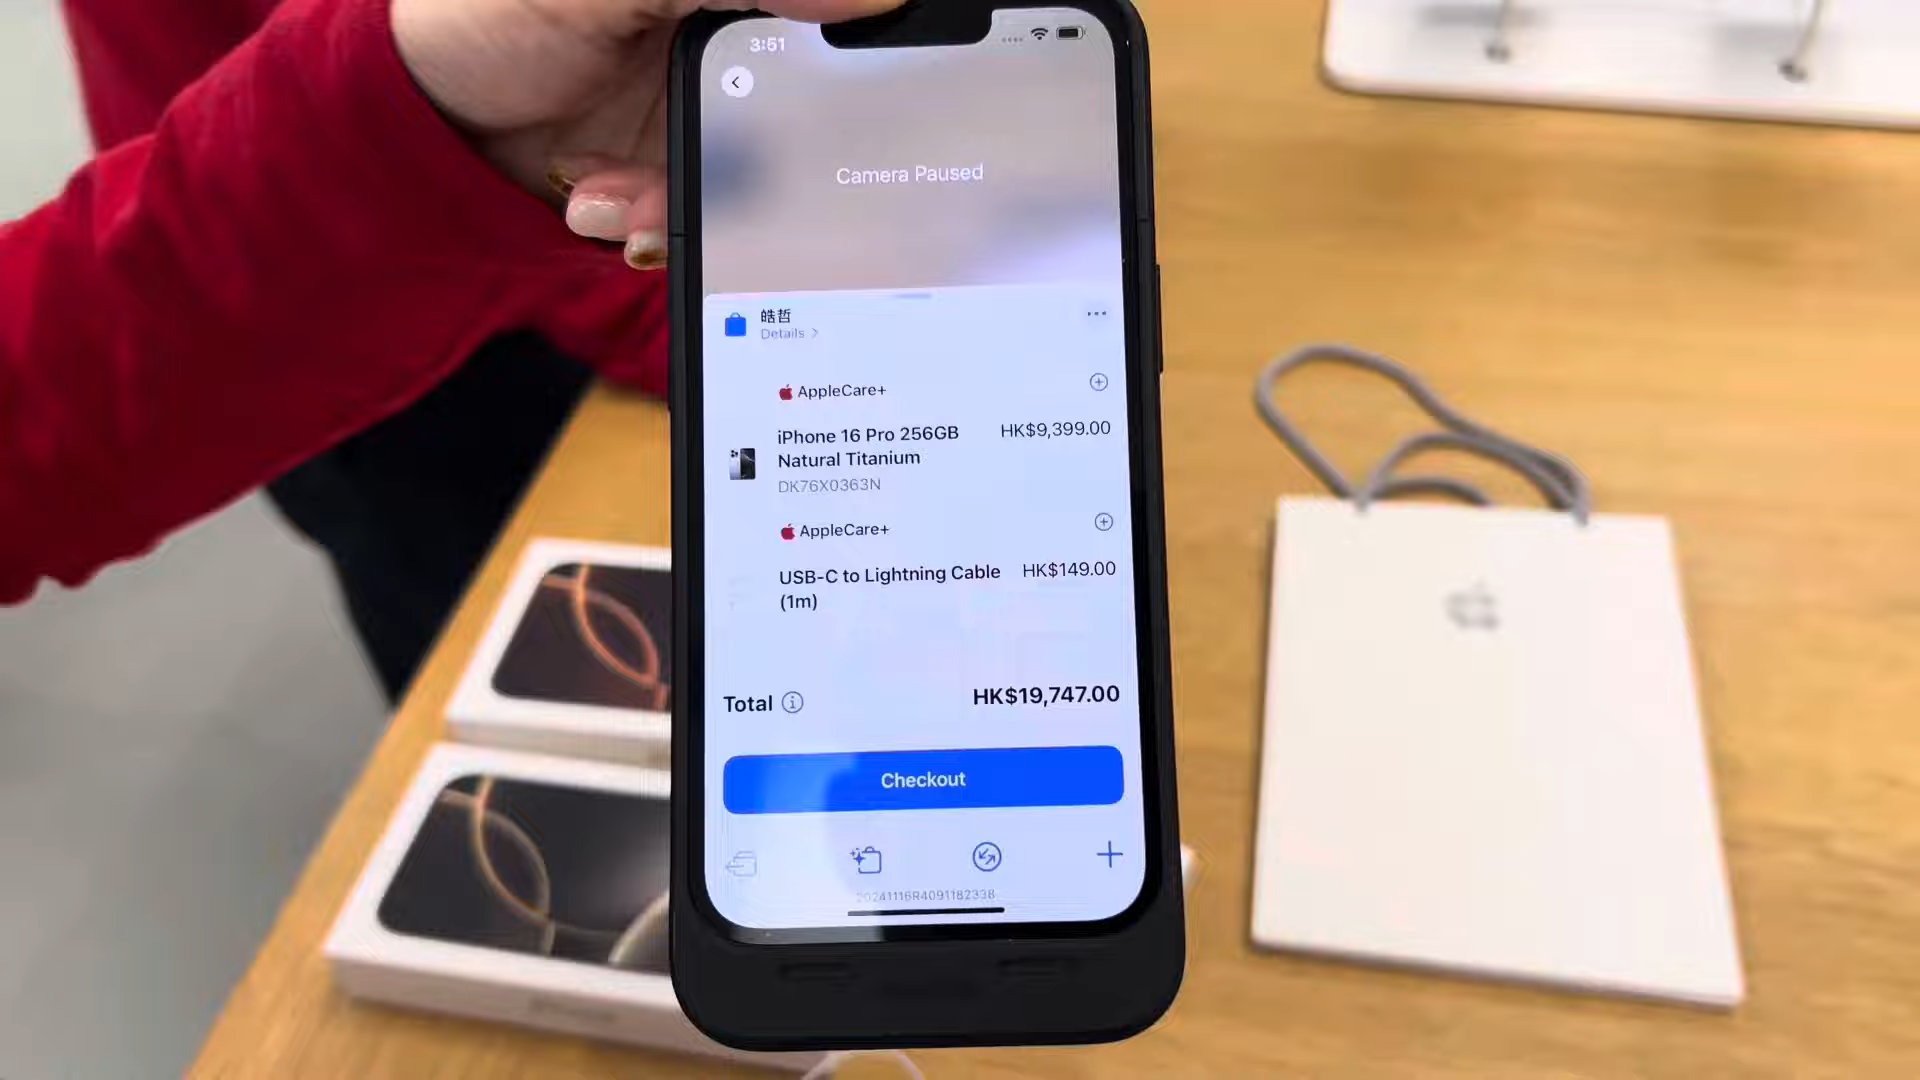 3:51
Camera Paused
皓哲
Details
AppleCare+
iPhone 16 Pro 256GB HK$9,399.00
Natural Titanium
DK76X0363N
AppleCare+
USB-C to Lightning Cable HK$149.00
(1m)
Total HK$19,747.00
Checkout
20241116R4091182338